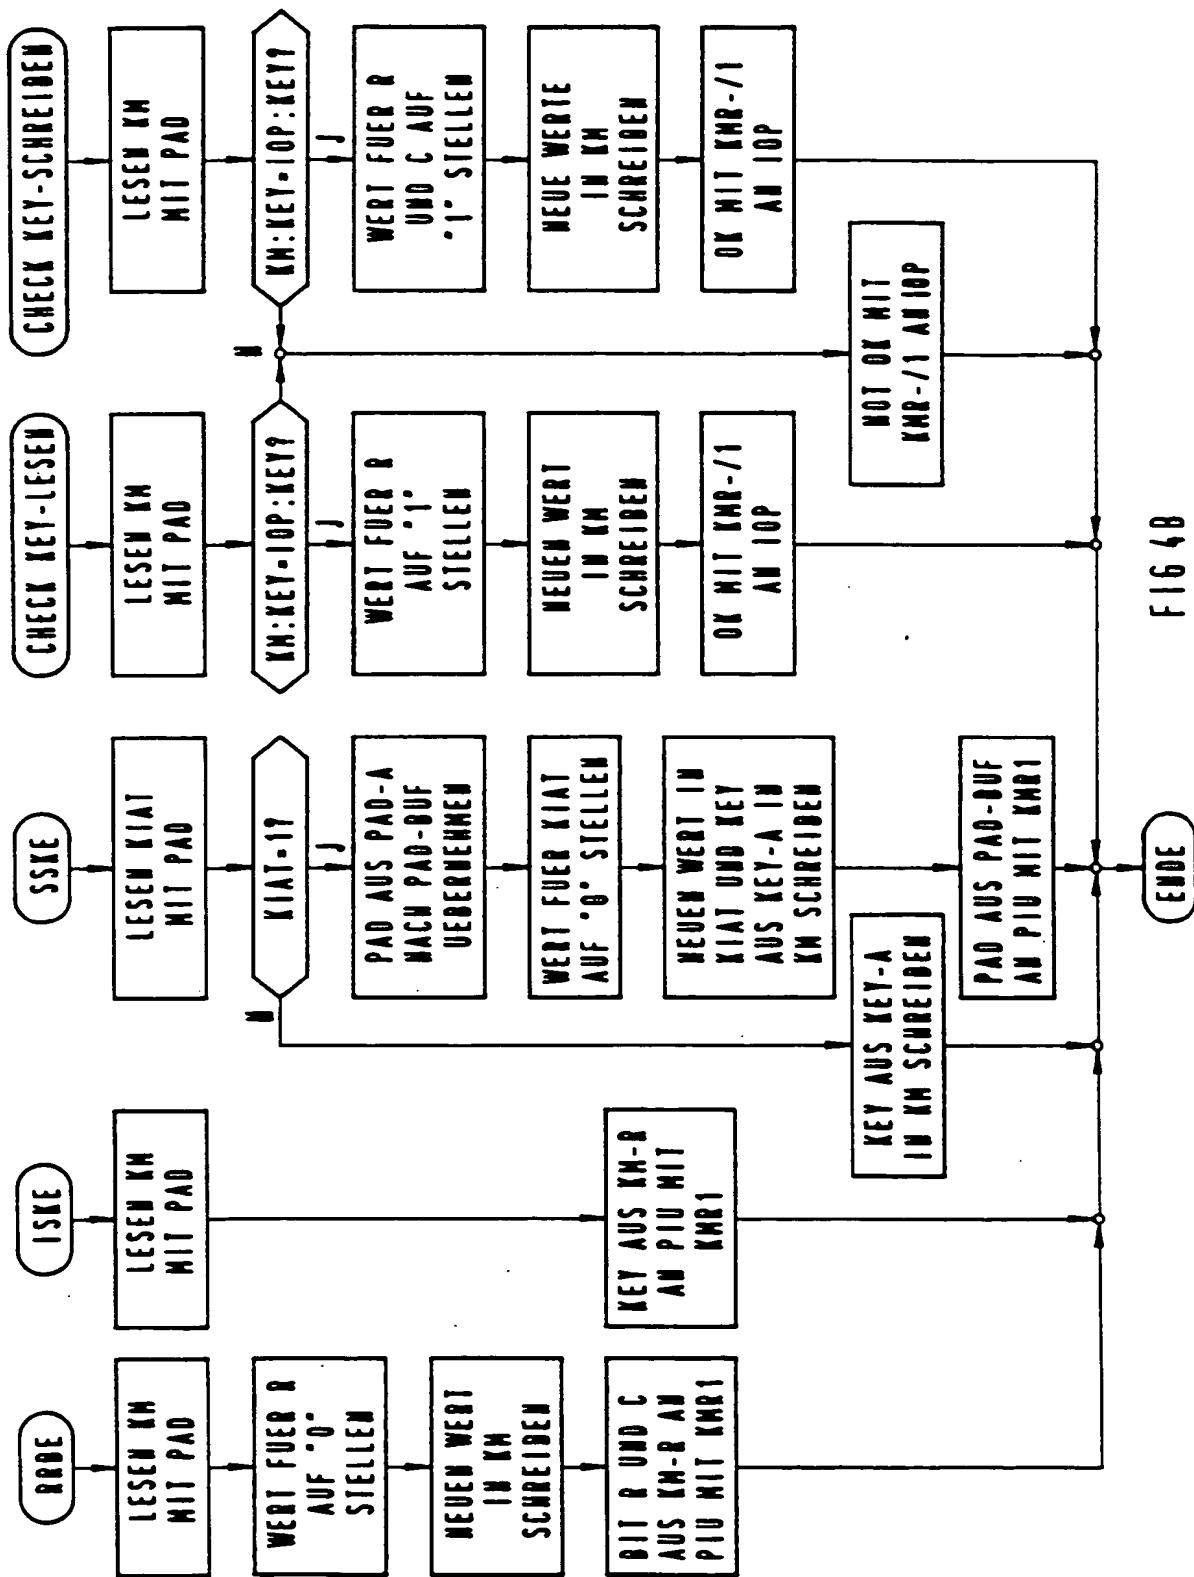 RRBE
LESEN KM
MIT PAD
WERT FUER R
AUF "0"
STELLEN
NEUEN WERT
IN KM
SCHREIBEN
BIT R UND C
AUS KM-R AN
PIU MIT KMR1
ISKE
LESEN KM
MIT PAD
KEY AUS KM-R
AN PIU MIT
KMR1
SSKE
LESEN KIAT
MIT PAD
KIAT=1?
N
J
PAD AUS PAD-A
NACH PAD-BUF
UEBERNEHMEN
WERT FUER KIAT
AUF "0" STELLEN
NEUEN WERT IN
KIAT UND KEY
AUS KEY-A IN
KM SCHREIBEN
KEY AUS KEY-A
IN KM SCHREIBEN
PAD AUS PAD-BUF
AN PIU MIT KMR1
ENDE
CHECK KEY-LESEN
LESEN KM
MIT PAD
KM:KEY=IOP:KEY?
N
J
WERT FUER R
AUF "1"
STELLEN
NEUEN WERT
IN KM
SCHREIBEN
OK MIT KMR-/1
AN IOP
NOT OK MIT
KMR-/1 AN IOP
CHECK KEY-SCHREIBEN
LESEN KM
MIT PAD
KM:KEY=IOP:KEY?
J
WERT FUER R
UND C AUF
"1" STELLEN
NEUE WERTE
IN KM
SCHREIBEN
OK MIT KMR-/1
AN IOP
FIG 4B